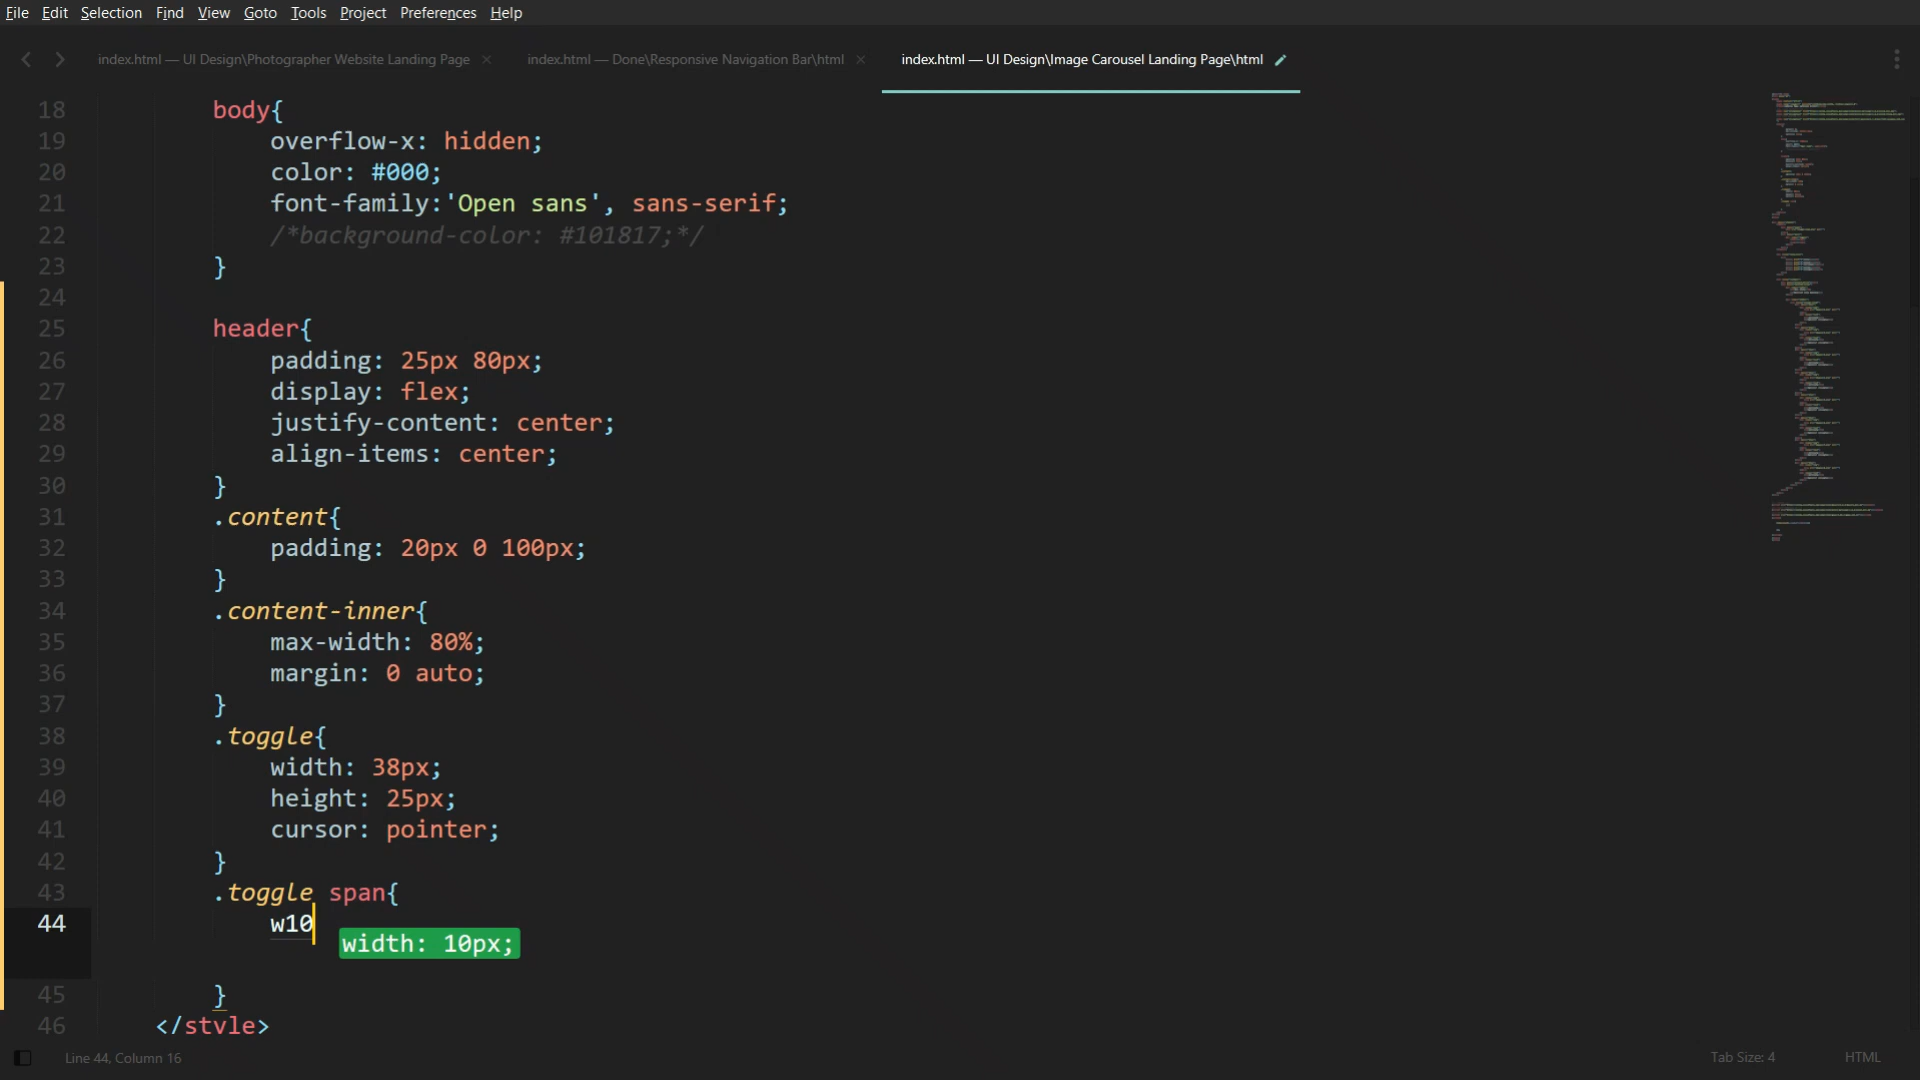 File Edit Selection Find View Goto Tools Project Preferences Help
index.html — UI Design\Photographer Website Landing Page
index.html — Done\Responsive Navigation Bar\html
index.html — UI Design\Image Carousel Landing Page\html
18 body{
19 overflow-x: hidden;
20 color: #000;
21 font-family:'Open sans', sans-serif;
22 /*background-color: #101817;*/
23 }
24
25 header{
26 padding: 25px 80px;
27 display: flex;
28 justify-content: center;
29 align-items: center;
30 }
31 .content{
32 padding: 20px 0 100px;
33 }
34 .content-inner{
35 max-width: 80%;
36 margin: 0 auto;
37 }
38 .toggle{
39 width: 38px;
40 height: 25px;
41 cursor: pointer;
42 }
43 .toggle span{
44 w10
width: 10px;
45 }
46 </style>
Line 44, Column 16
Tab Size: 4
HTML